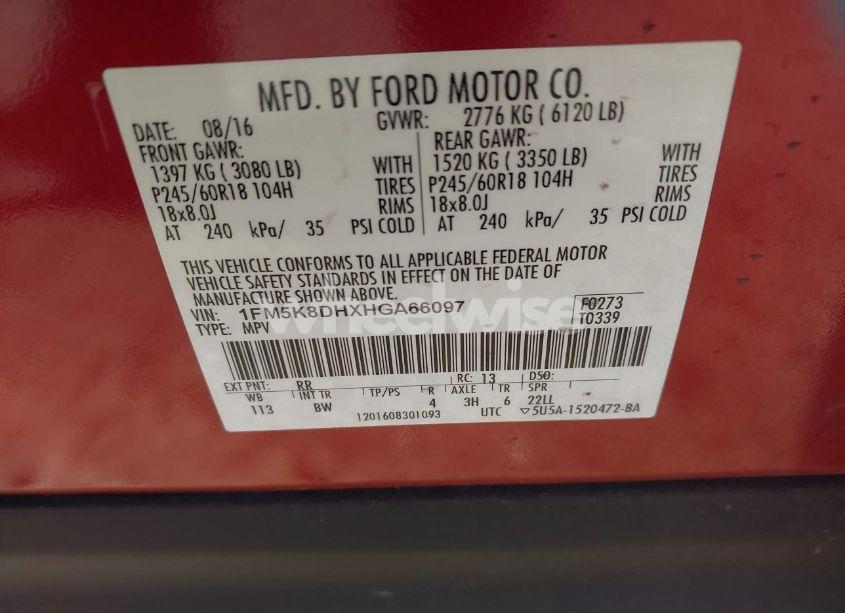 MFD. BY FORD MOTOR CO.
DATE: 08/16 GVWR: 2776 KG ( 6120 LB)
FRONT GAWR: REAR GAWR:
1397 KG ( 3080 LB) WITH 1520 KG ( 3350 LB) WITH
P245/60R18 104H TIRES P245/60R18 104H TIRES
18x8.0J RIMS 18x8.0J RIMS
AT 240 kPa/ 35 PSI COLD AT 240 kPa/ 35 PSI COLD
THIS VEHICLE CONFORMS TO ALL APPLICABLE FEDERAL MOTOR
VEHICLE SAFETY STANDARDS IN EFFECT ON THE DATE OF
MANUFACTURE SHOWN ABOVE.
VIN: 1FM5K8DHXHGA66097 F0273
TYPE: MPV T0339
wheelwise
EXT PNT: RR RC: 13 DSO:
WB INT TR TP/PS R AXLE TR SPR
113 BW 4 3H 6 22LL
1201608301093 UTC ▽5U5A-1520472-BA